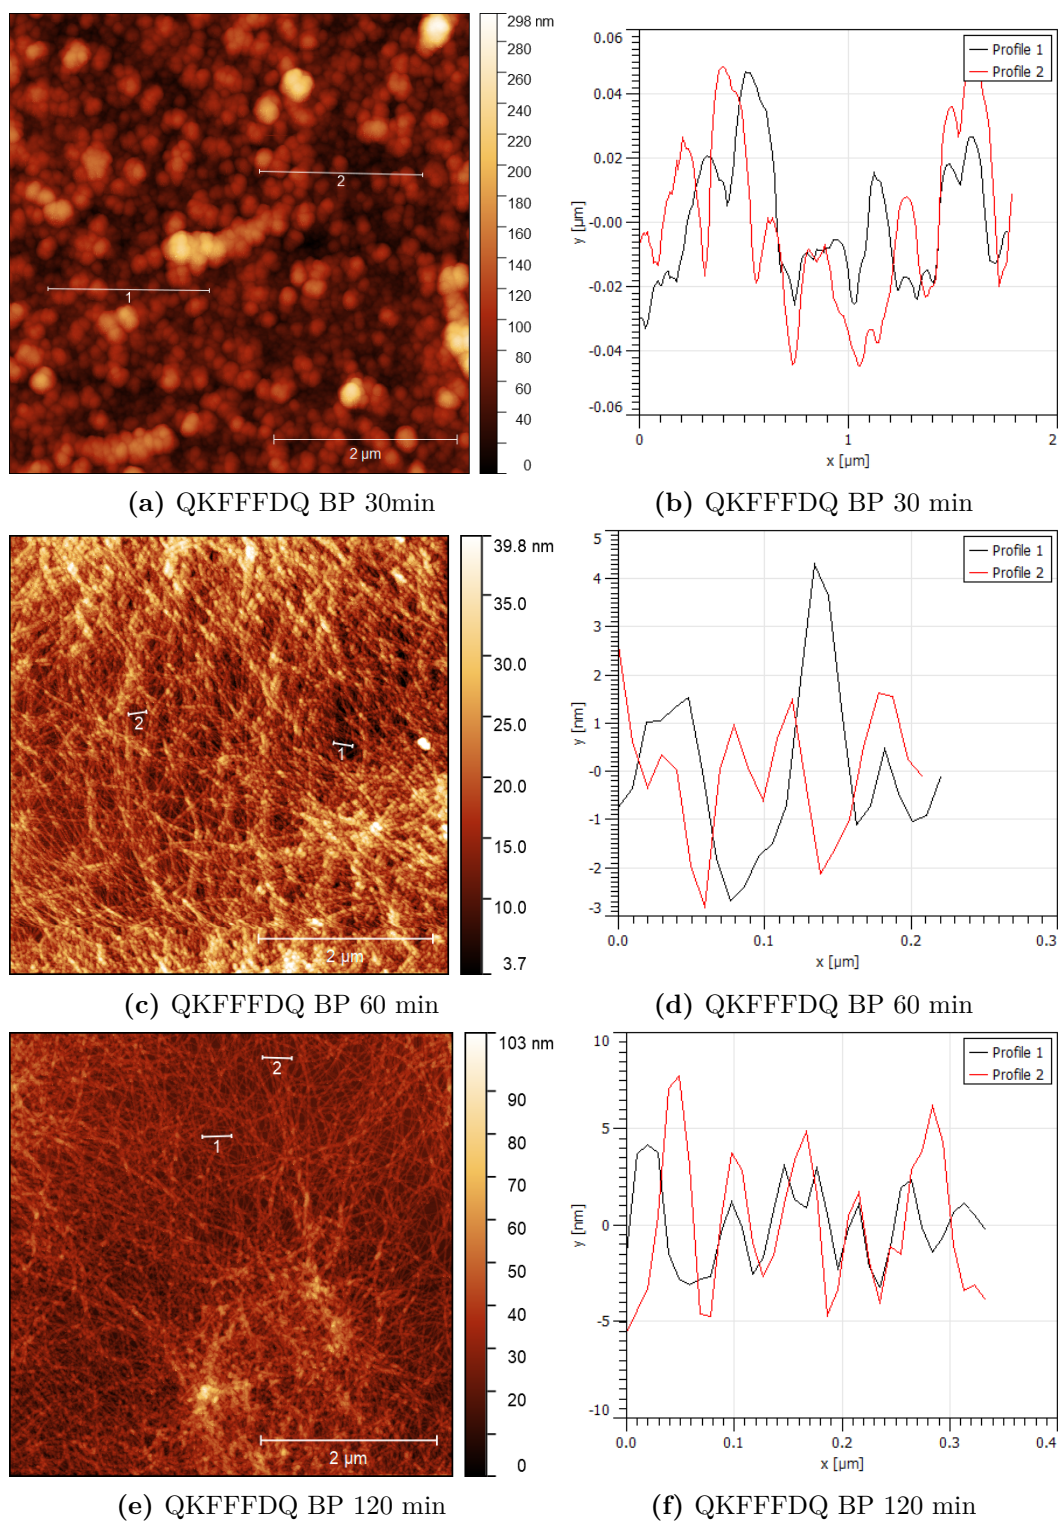 298 nm
280
260
240
220
200
180
160
140
120
100
80
60
40
0
2
1
2 µm
0.06
0.04
0.02
-0.00
-0.02
-0.04
-0.06
y [µm]
Profile 1
Profile 2
0
1
2
x [µm]
(a) QKFFFDQ BP 30min
(b) QKFFFDQ BP 30 min
39.8 nm
35.0
30.0
25.0
20.0
15.0
10.0
3.7
2
1
2 µm
5
4
3
2
1
-0
-1
-2
-3
y [nm]
Profile 1
Profile 2
0.0
0.1
0.2
0.3
x [µm]
(c) QKFFFDQ BP 60 min
(d) QKFFFDQ BP 60 min
103 nm
90
80
70
60
50
40
30
20
0
2
1
2 µm
10
5
0
-5
-10
y [nm]
Profile 1
Profile 2
0.0
0.1
0.2
0.3
0.4
x [µm]
(e) QKFFFDQ BP 120 min
(f) QKFFFDQ BP 120 min